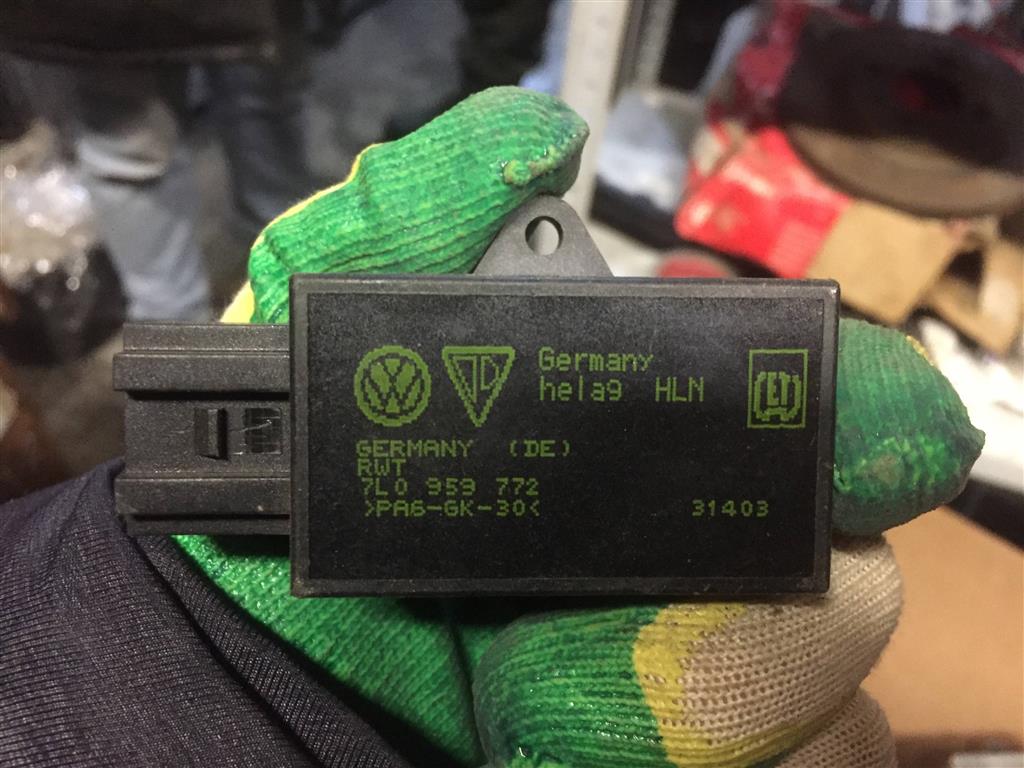 Germany
hela9 HLN
GERMANY (DE)
RWT
7L0 959 772
>PA6-GK-30< 31403